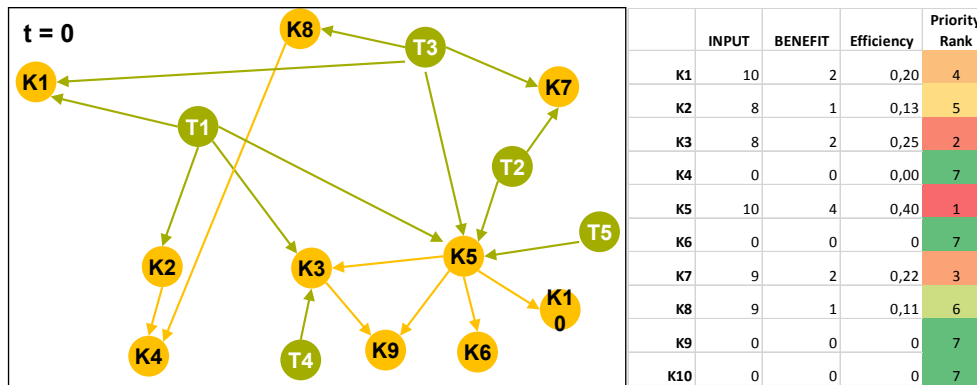 t = 0
K8
T3
K1
K7
T1
T2
T5
K2
K3
K5
K1
0
K4
T4
K9
K6
Priority
INPUT BENEFIT Efficiency Rank
K1 10 2 0,20 4
K2 8 1 0,13 5
K3 8 2 0,25 2
K4 0 0 0,00 7
K5 10 4 0,40 1
K6 0 0 0 7
K7 9 2 0,22 3
K8 9 1 0,11 6
K9 0 0 0 7
K10 0 0 0 7